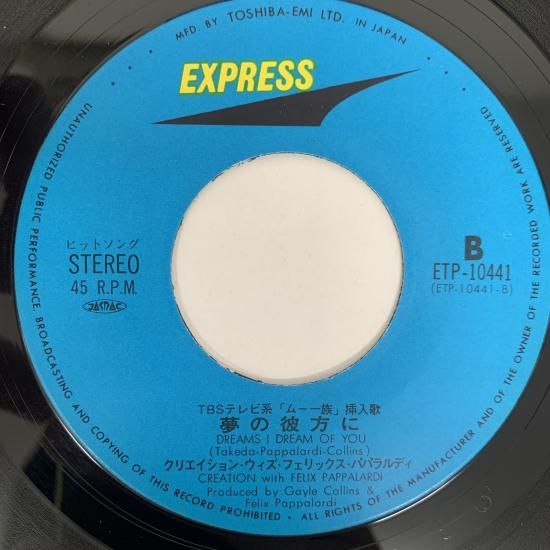 MFD. BY TOSHIBA-EMI LTD. IN JAPAN
EXPRESS
ヒットソング
STEREO
45 R.P.M.
JASRAC
B
ETP-10441
(ETP-10441-B)
TBSテレビ系「ムー一族」挿入歌
夢の彼方に
DREAMS I DREAM OF YOU
(Takeda-Pappalardi-Collins)
クリエイション・ウィズ・フェリックス・パパラルディ
CREATION with FELIX PAPPALARDI
Produced by Gayle Collins &
Felix Pappalardi
UNAUTHORIZED PUBLIC PERFORMANCE, BROADCASTING AND COPYING OF THIS RECORD PROHIBITED • ALL RIGHTS OF THE MANUFACTURER AND OF THE OWNER OF THE RECORDED WORK ARE RESERVED